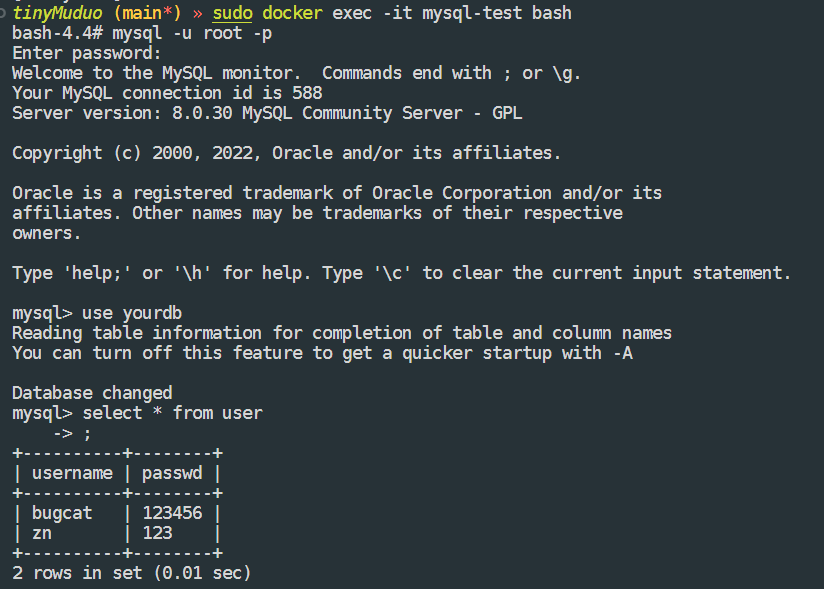 tinyMuduo (main*) » sudo docker exec -it mysql-test bash
bash-4.4# mysql -u root -p
Enter password:
Welcome to the MySQL monitor.  Commands end with ; or \g.
Your MySQL connection id is 588
Server version: 8.0.30 MySQL Community Server - GPL

Copyright (c) 2000, 2022, Oracle and/or its affiliates.

Oracle is a registered trademark of Oracle Corporation and/or its
affiliates. Other names may be trademarks of their respective
owners.

Type 'help;' or '\h' for help. Type '\c' to clear the current input statement.

mysql> use yourdb
Reading table information for completion of table and column names
You can turn off this feature to get a quicker startup with -A

Database changed
mysql> select * from user
    -> ;
+----------+--------+
| username | passwd |
+----------+--------+
| bugcat   | 123456 |
| zn       | 123    |
+----------+--------+
2 rows in set (0.01 sec)